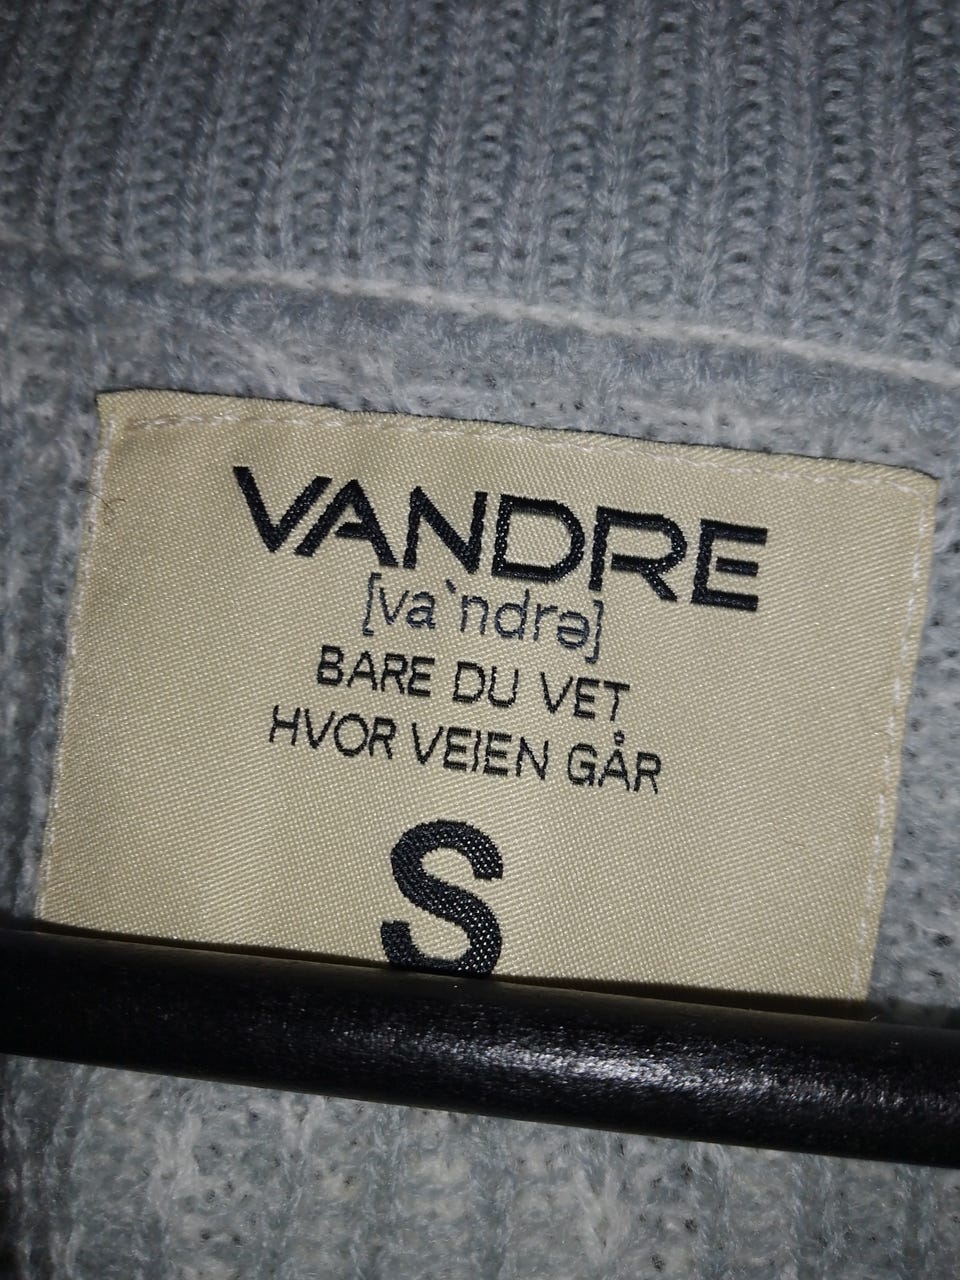 VANDRE
[va`ndrə]
BARE DU VET
HVOR VEIEN GÅR
S